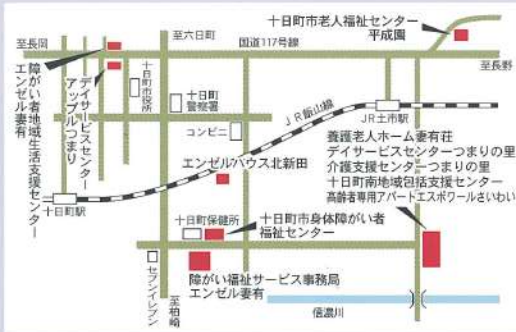 十日町市老人福祉センター
平成園
至長岡
至六日町
国道117号線
至長野
障がい者地域生活支援センター
エンゼル妻有
デイサービスセンター
アップルつまり
十日町市役所
十日町
警察署
コンビニ
JR飯山線
JR土市駅
養護老人ホーム妻有荘
デイサービスセンターつまりの里
介護支援センターつまりの里
十日町南地域包括支援センター
高齢者専用アパートエスポワールさいわい
エンゼルハウス北新田
十日町駅
十日町保健所
十日町市身体障がい者
福祉センター
セブンイレブン
至柏崎
障がい福祉サービス事務局
エンゼル妻有
信濃川